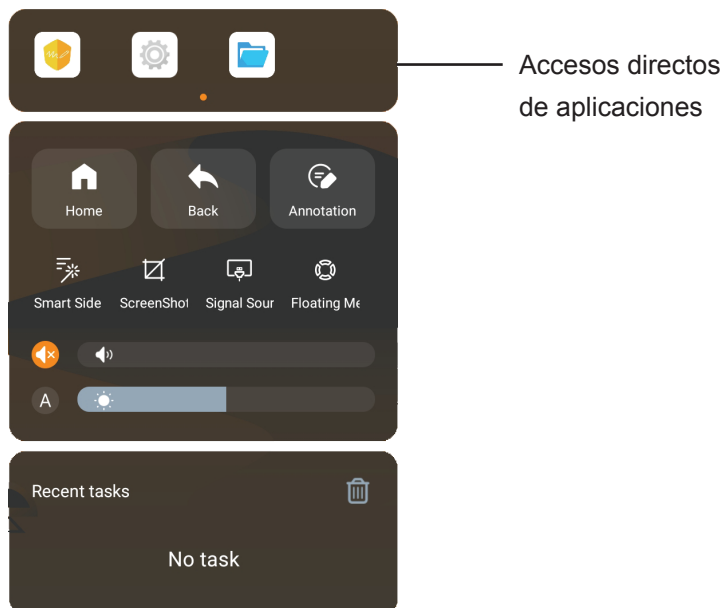 Accesos directos
de aplicaciones
Home Back Annotation
Smart Side ScreenShot Signal Sour Floating Me
A
Recent tasks
No task